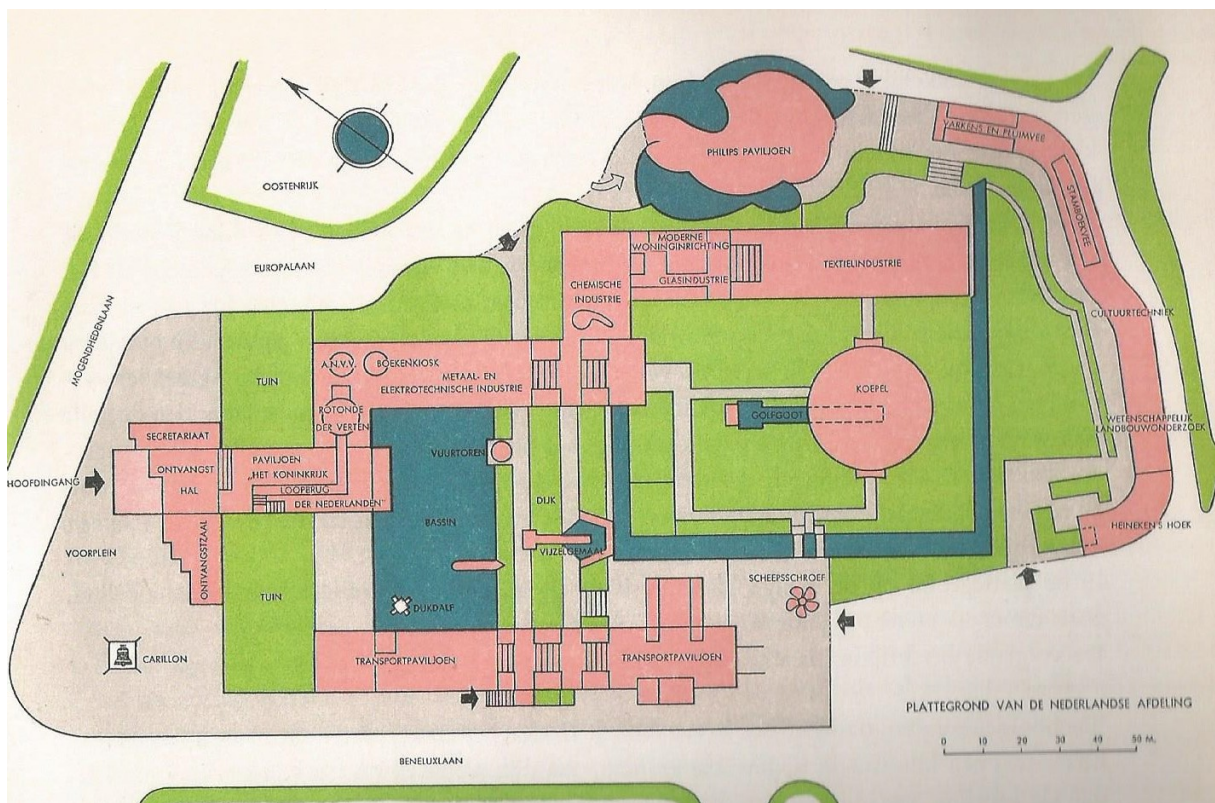 OOSTENRIJK
PHILIPS PAVILJOEN
VARKENS EN PLUIMVEE
STAMBOEKVEE
EUROPALAAN
MOGENDHEDENLAAN
MODERNE
WONINGINRICHTING
GLASINDUSTRIE
TEXTIELINDUSTRIE
CHEMISCHE
INDUSTRIE
CULTUURTECHNIEK
TUIN
A.N.V.V.
BOEKENKIOSK
METAAL- EN
ELEKTROTECHNISCHE INDUSTRIE
KOEPEL
GOLFGOOT
ROTONDE
DER VERTEN
WETENSCHAPPELIJK
LANDBOUWONDERZOEK
SECRETARIAAT
ONTVANGST
HAL
PAVILJOEN
„HET KONINKRIJK
LOOPBRUG
DER NEDERLANDEN"
HOOFDINGANG
VUURTOREN
DIJK
BASSIN
VIJZELGEMAAL
HEINEKEN'S HOEK
VOORPLEIN
ONTVANGZAAL
TUIN
DUKDALF
SCHEEPSSCHROEF
CARILLON
TRANSPORTPAVILJOEN
TRANSPORTPAVILJOEN
PLATTEGROND VAN DE NEDERLANDSE AFDELING
0 10 20 30 40 50 M.
BENELUXLAAN